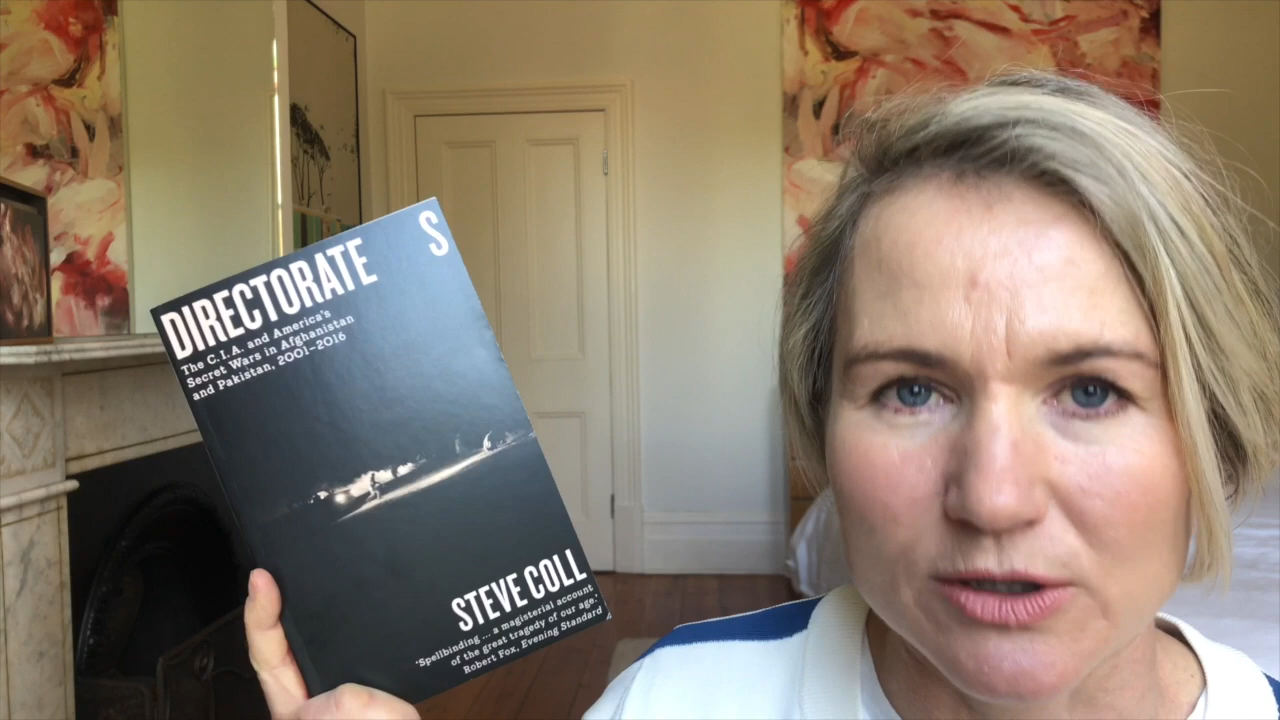 DIRECTORATE S
The C.I.A. and America's
Secret Wars in Afghanistan
and Pakistan, 2001–2016
STEVE COLL
'Spellbinding ... a magisterial account
of the great tragedy of our age.'
Robert Fox, Evening Standard